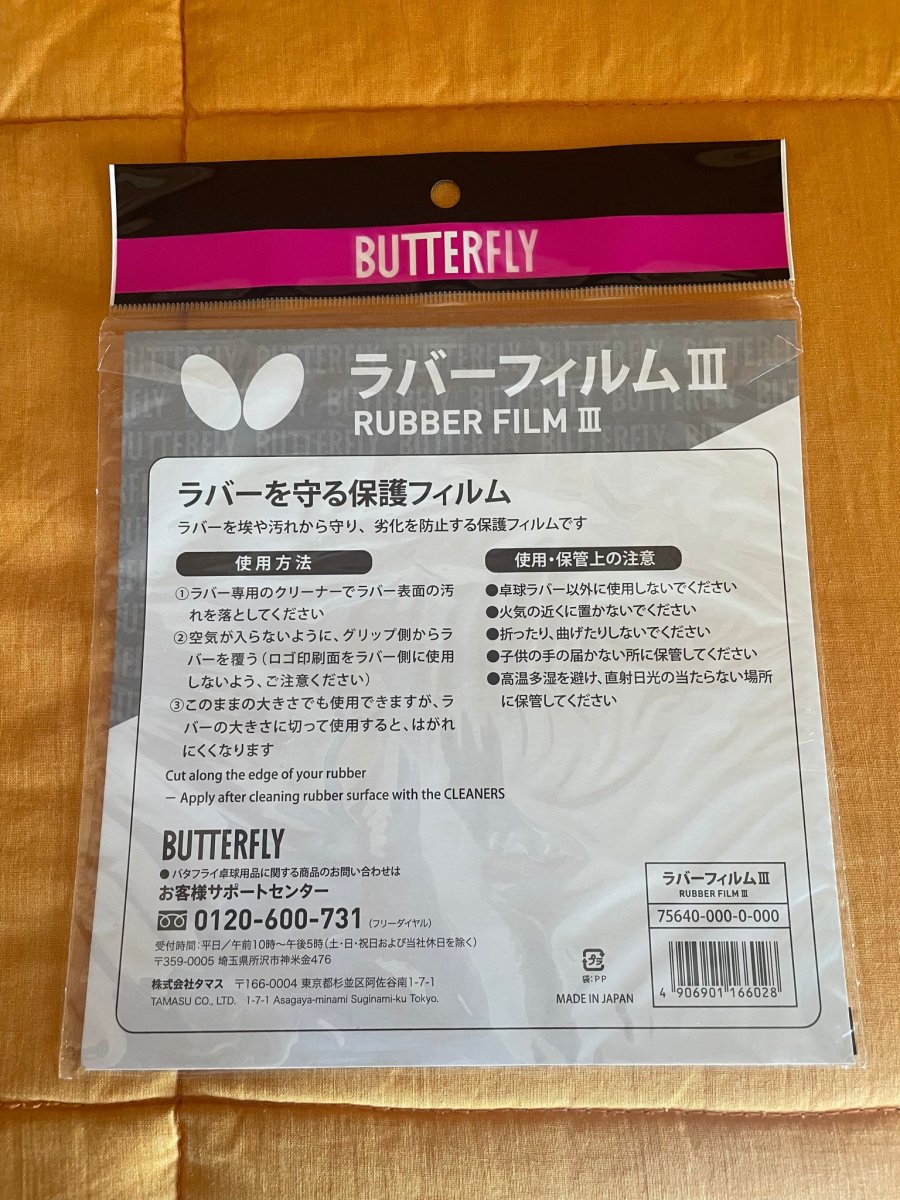 BUTTERFLY
ラバーフィルムⅢ
RUBBER FILM Ⅲ
ラバーを守る保護フィルム
ラバーを埃や汚れから守り、劣化を防止する保護フィルムです
使用方法
①ラバー専用のクリーナーでラバー表面の汚
れを落としてください
②空気が入らないように、グリップ側からラ
バーを覆う(ロゴ印刷面をラバー側に使用
しないよう、ご注意ください)
③このままの大きさでも使用できますが、ラ
バーの大きさに切って使用すると、はがれ
にくくなります
使用・保管上の注意
●卓球ラバー以外に使用しないでください
●火気の近くに置かないでください
●折ったり、曲げたりしないでください
●子供の手の届かない所に保管してください
●高温多湿を避け、直射日光の当たらない場所
に保管してください
Cut along the edge of your rubber
— Apply after cleaning rubber surface with the CLEANERS
BUTTERFLY
●バタフライ卓球用品に関する商品のお問い合わせは
お客様サポートセンター
0120-600-731 (フリーダイヤル)
受付時間:平日/午前10時〜午後5時(土・日・祝日および当社休日を除く)
〒359-0005 埼玉県所沢市神米金476
株式会社タマス 〒166-0004 東京都杉並区阿佐谷南1-7-1
TAMASU CO., LTD. 1-7-1 Asagaya-minami Suginami-ku Tokyo.
プラ
袋:PP
MADE IN JAPAN
ラバーフィルムⅢ
RUBBER FILM Ⅲ
75640-000-0-000
4 906901 166028